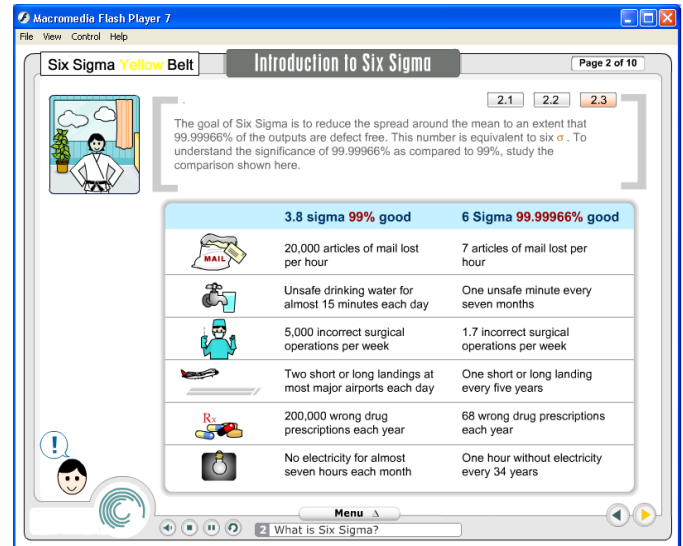 Macromedia Flash Player 7
File View Control Help
Six Sigma Yellow Belt
Introduction to Six Sigma
Page 2 of 10
2.1 2.2 2.3
The goal of Six Sigma is to reduce the spread around the mean to an extent that
99.99966% of the outputs are defect free. This number is equivalent to six σ . To
understand the significance of 99.99966% as compared to 99%, study the
comparison shown here.
3.8 sigma 99% good 6 Sigma 99.99966% good
MAIL
20,000 articles of mail lost
per hour
7 articles of mail lost per
hour
Unsafe drinking water for
almost 15 minutes each day
One unsafe minute every
seven months
5,000 incorrect surgical
operations per week
1.7 incorrect surgical
operations per week
Two short or long landings at
most major airports each day
One short or long landing
every five years
Rx
200,000 wrong drug
prescriptions each year
68 wrong drug prescriptions
each year
No electricity for almost
seven hours each month
One hour without electricity
every 34 years
!
Menu Δ
2 What is Six Sigma?